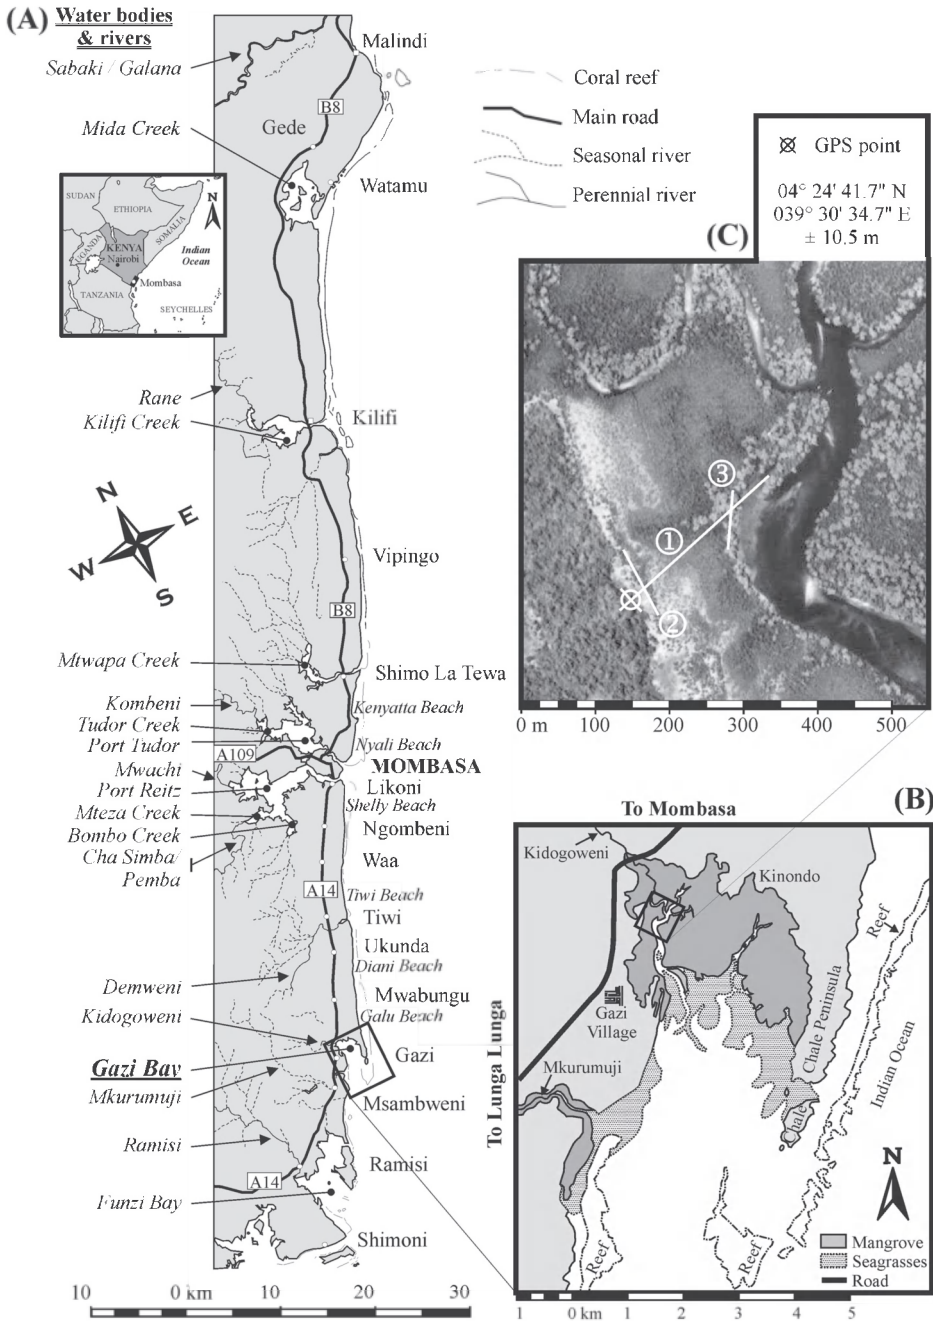 (A)
Water bodies
& rivers
Sabaki / Galana
Mida Creek
Malindi
B8
Gede
Watamu
Coral reef
Main road
Seasonal river
Perennial river
GPS point
04° 24' 41.7" N
039° 30' 34.7" E
± 10.5 m
(C)
SUDAN
ETHIOPIA
SOMALIA
UGANDA
KENYA
Nairobi
Indian
Ocean
Mombasa
TANZANIA
SEYCHELLES
N
Rane
Kilifi Creek
Kilifi
N
E
W
S
Vipingo
B8
Mtwapa Creek
Shimo La Tewa
Kombeni
Kenyatta Beach
Tudor Creek
Port Tudor
Nyali Beach
A109
MOMBASA
Mwachi
Port Reitz
Likoni
Shelly Beach
Mteza Creek
Ngombeni
Bombo Creek
Cha Simba/
Pemba
Waa
A14
Tiwi Beach
Tiwi
Ukunda
Diani Beach
Demweni
Mwabungu
Kidogoweni
Galu Beach
Gazi
Gazi Bay
Mkurumuji
Msambweni
Ramisi
Ramisi
A14
Funzi Bay
Shimoni
10 0 km 10 20 30
3
1
2
0 m 100 200 300 400 500
(B)
To Mombasa
Kidogoweni
Kinondo
Reef
Gazi
Village
Chale Peninsula
Indian Ocean
Mkurumuji
To Lunga Lunga
Chale
N
Reef
Reef
Mangrove
Seagrasses
Road
1 0 km 1 2 3 4 5